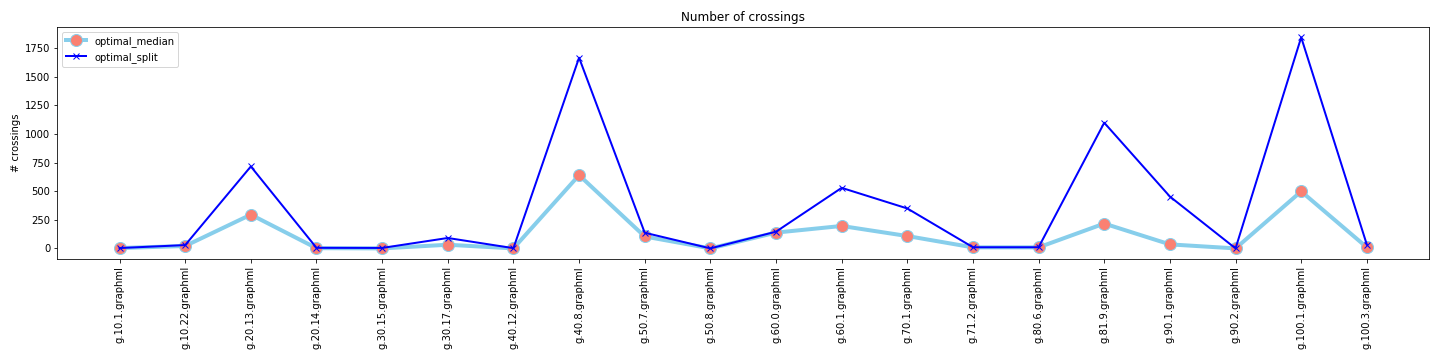 Number of crossings
optimal_median
optimal_split
# crossings
1750
1500
1250
1000
750
500
250
0
g.10.1.graphml
g.10.22.graphml
g.20.13.graphml
g.20.14.graphml
g.30.15.graphml
g.30.17.graphml
g.40.12.graphml
g.40.8.graphml
g.50.7.graphml
g.50.8.graphml
g.60.0.graphml
g.60.1.graphml
g.70.1.graphml
g.71.2.graphml
g.80.6.graphml
g.81.9.graphml
g.90.1.graphml
g.90.2.graphml
g.100.1.graphml
g.100.3.graphml